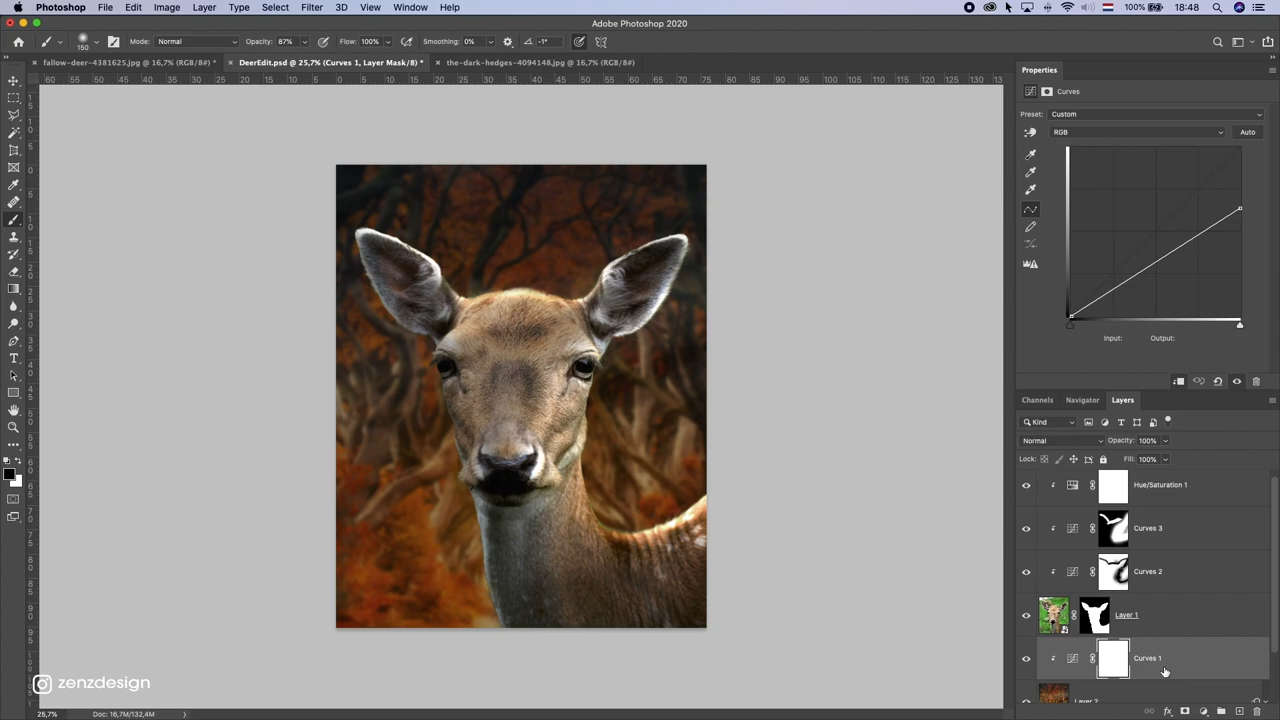 Photoshop File Edit Image Layer Type Select Filter 3D View Window Help 100% Sun 18:48
Adobe Photoshop 2020
150 Mode: Normal Opacity: 87% Flow: 100% Smoothing: 0% -1°
fallow-deer-4381625.jpg @ 16,7% (RGB/8#) * DeerEdit.psd @ 25,7% (Curves 1, Layer Mask/8) * the-dark-hedges-4094148.jpg @ 16,7% (RGB/8#)
Properties
Curves
Preset: Custom
RGB Auto
Input: Output:
Channels Navigator Layers
Kind
Normal Opacity: 100%
Lock: Fill: 100%
Hue/Saturation 1
Curves 3
Curves 2
Layer 1
Curves 1
zenzdesign
25,7% Doc: 16,7M/132,4M